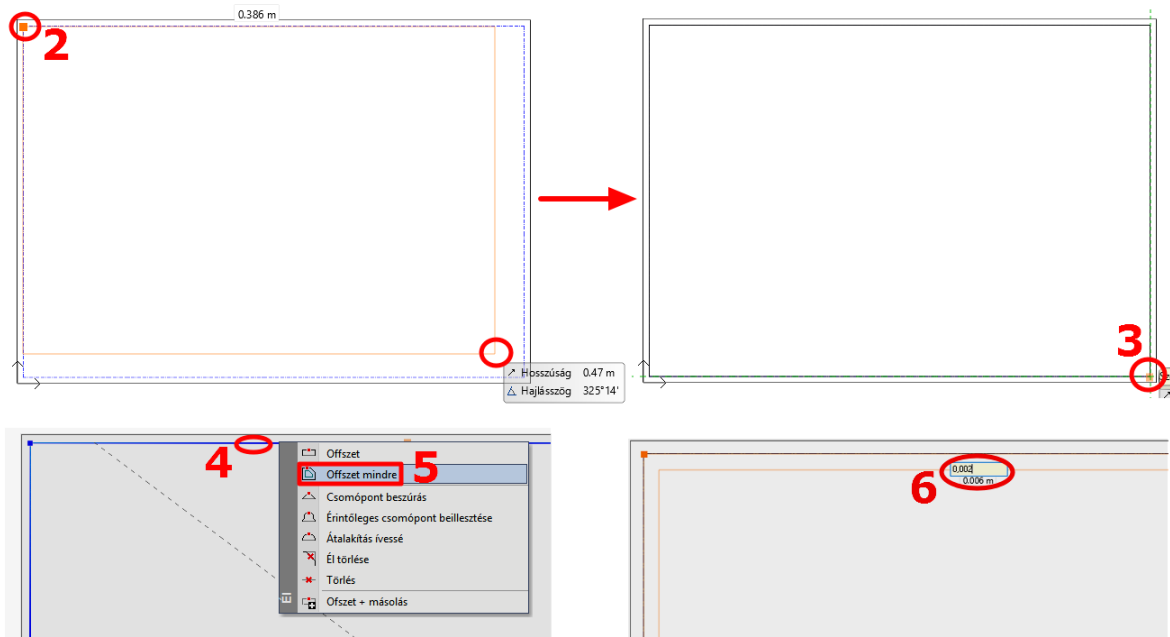 0.386 m
2
Hosszúság 0.47 m
Hajlásszög 325°14'
3
4
Offszet
Offszet mindre
5
Csomópont beszúrás
Érintőleges csomópont beillesztése
Átalakítás ívessé
Él törlése
Törlés
Ofszet + másolás
El
6
0,002
0.006 m